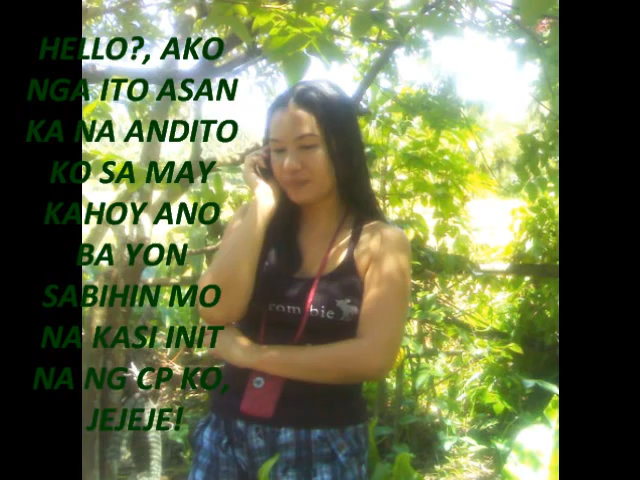 HELLO?, AKO
NGA ITO ASAN
KA NA ANDITO
KO SA MAY
KAHOY ANO
BA YON
SABIHIN MO
NA KASI INIT
NA NG CP KO,
JEJEJE!